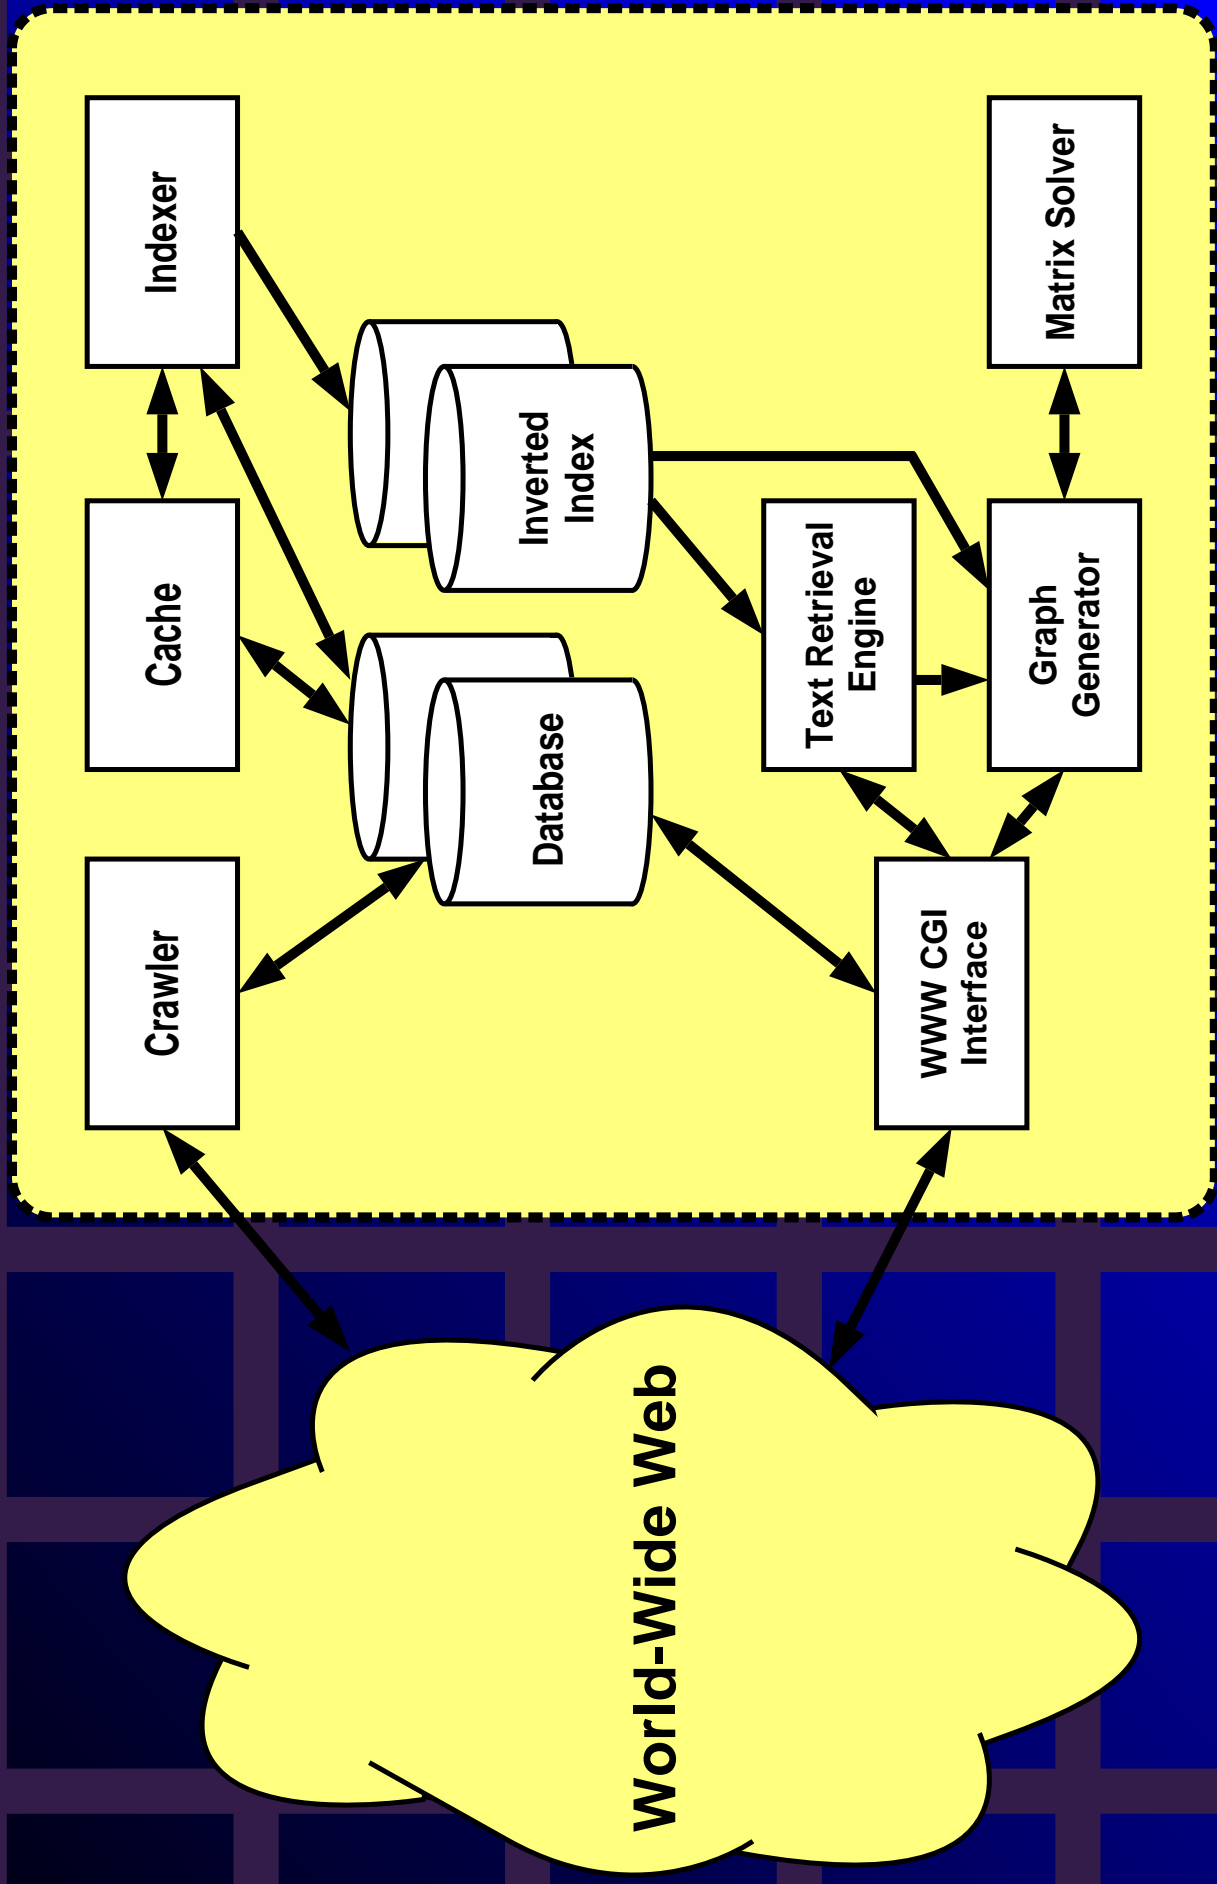 Crawler
Cache
Indexer
Database
Inverted
Index
Text Retrieval
Engine
WWW CGI
Interface
Graph
Generator
Matrix Solver
World-Wide Web